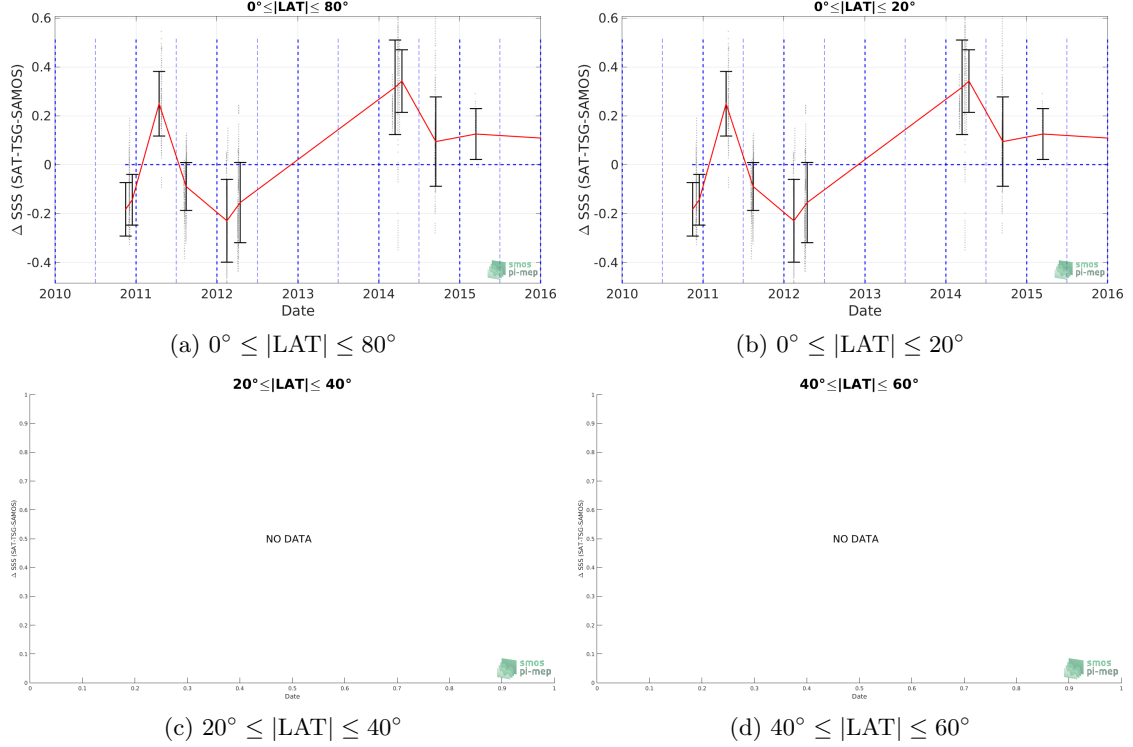 0°≤|LAT|≤ 80°
0.6
0.4
0.2
0
-0.2
-0.4
Δ SSS (SAT-TSG-SAMOS)
2010 2011 2012 2013 2014 2015 2016
Date
smos
pi-mep
(a) 0° ≤ |LAT| ≤ 80°
0°≤|LAT|≤ 20°
0.6
0.4
0.2
0
-0.2
-0.4
Δ SSS (SAT-TSG-SAMOS)
2010 2011 2012 2013 2014 2015 2016
Date
smos
pi-mep
(b) 0° ≤ |LAT| ≤ 20°
20°≤|LAT|≤ 40°
1
0.9
0.8
0.7
0.6
0.5
0.4
0.3
0.2
0.1
0
Δ SSS (SAT-TSG-SAMOS)
NO DATA
0 0.1 0.2 0.3 0.4 0.5 0.6 0.7 0.8 0.9 1
Date
smos
pi-mep
(c) 20° ≤ |LAT| ≤ 40°
40°≤|LAT|≤ 60°
1
0.9
0.8
0.7
0.6
0.5
0.4
0.3
0.2
0.1
0
Δ SSS (SAT-TSG-SAMOS)
NO DATA
0 0.1 0.2 0.3 0.4 0.5 0.6 0.7 0.8 0.9 1
Date
smos
pi-mep
(d) 40° ≤ |LAT| ≤ 60°